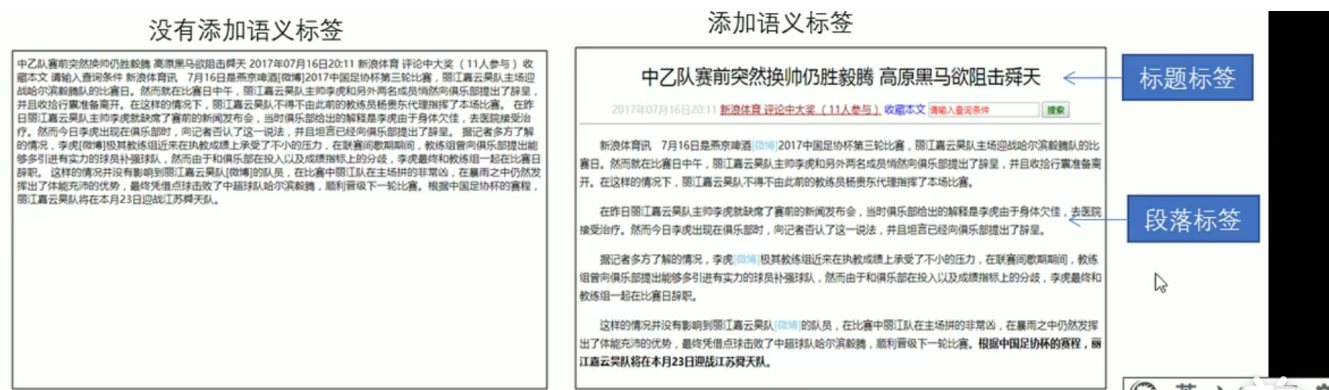 没有添加语义标签
添加语义标签
中乙队赛前突然换帅仍胜毅腾 高原黑马欲阻击舜天 2017年07月16日20:11 新浪体育 评论中大奖 (11人参与) 收
藏本文 请输入查询条件 新浪体育讯 7月16日是燕京啤酒[微博]2017中国足协杯第三轮比赛，丽江嘉云昊队主场迎
战哈尔滨毅腾队的比赛日。然而就在比赛日中午，丽江嘉云昊队主帅李虎和另外两名成员悄然向俱乐部提出了辞呈，
并且收拾行囊准备离开。在这样的情况下，丽江嘉云昊队不得不由此前的教练员杨贵东代理指挥了本场比赛。 在昨
日丽江嘉云昊队主帅李虎就缺席了赛前的新闻发布会，当时俱乐部给出的解释是李虎由于身体欠佳，去医院接受治
疗。然而今日李虎出现在俱乐部时，向记者否认了这一说法，并且坦言已经向俱乐部提出了辞呈。 据记者多方了解
的情况，李虎[微博]极其教练组近来在执教成绩上承受了不小的压力，在联赛间歇期期间，教练组曾向俱乐部提出能
够多引进有实力的球员补强球队，然而由于和俱乐部在投入以及成绩指标上的分歧，李虎最终和教练组一起在比赛日
辞职。 这样的情况并没有影响到丽江嘉云昊队[微博]的队员，在比赛中丽江队在主场拼的非常凶，在暴雨之中仍然发
挥出了体能充沛的优势，最终凭借点球击败了中超球队哈尔滨毅腾，顺利晋级下一轮比赛。根据中国足协杯的赛程，
丽江嘉云昊队将在本月23日迎战江苏舜天队。
中乙队赛前突然换帅仍胜毅腾 高原黑马欲阻击舜天
标题标签
2017年07月16日20:11 新浪体育 评论中大奖 (11人参与) 收藏本文 请输入查询条件 搜索
新浪体育讯 7月16日是燕京啤酒[微博]2017中国足协杯第三轮比赛，丽江嘉云昊队主场迎战哈尔滨毅腾队的比
赛日。然而就在比赛日中午，丽江嘉云昊队主帅李虎和另外两名成员悄然向俱乐部提出了辞呈，并且收拾行囊准备离
开。在这样的情况下，丽江嘉云昊队不得不由此前的教练员杨贵东代理指挥了本场比赛。
在昨日丽江嘉云昊队主帅李虎就缺席了赛前的新闻发布会，当时俱乐部给出的解释是李虎由于身体欠佳，去医院
接受治疗。然而今日李虎出现在俱乐部时，向记者否认了这一说法，并且坦言已经向俱乐部提出了辞呈。
段落标签
据记者多方了解的情况，李虎[微博]极其教练组近来在执教成绩上承受了不小的压力，在联赛间歇期期间，教练
组曾向俱乐部提出能够多引进有实力的球员补强球队，然而由于和俱乐部在投入以及成绩指标上的分歧，李虎最终和
教练组一起在比赛日辞职。
这样的情况并没有影响到丽江嘉云昊队[微博]的队员，在比赛中丽江队在主场拼的非常凶，在暴雨之中仍然发挥
出了体能充沛的优势，最终凭借点球击败了中超球队哈尔滨毅腾，顺利晋级下一轮比赛。根据中国足协杯的赛程，丽
江嘉云昊队将在本月23日迎战江苏舜天队。